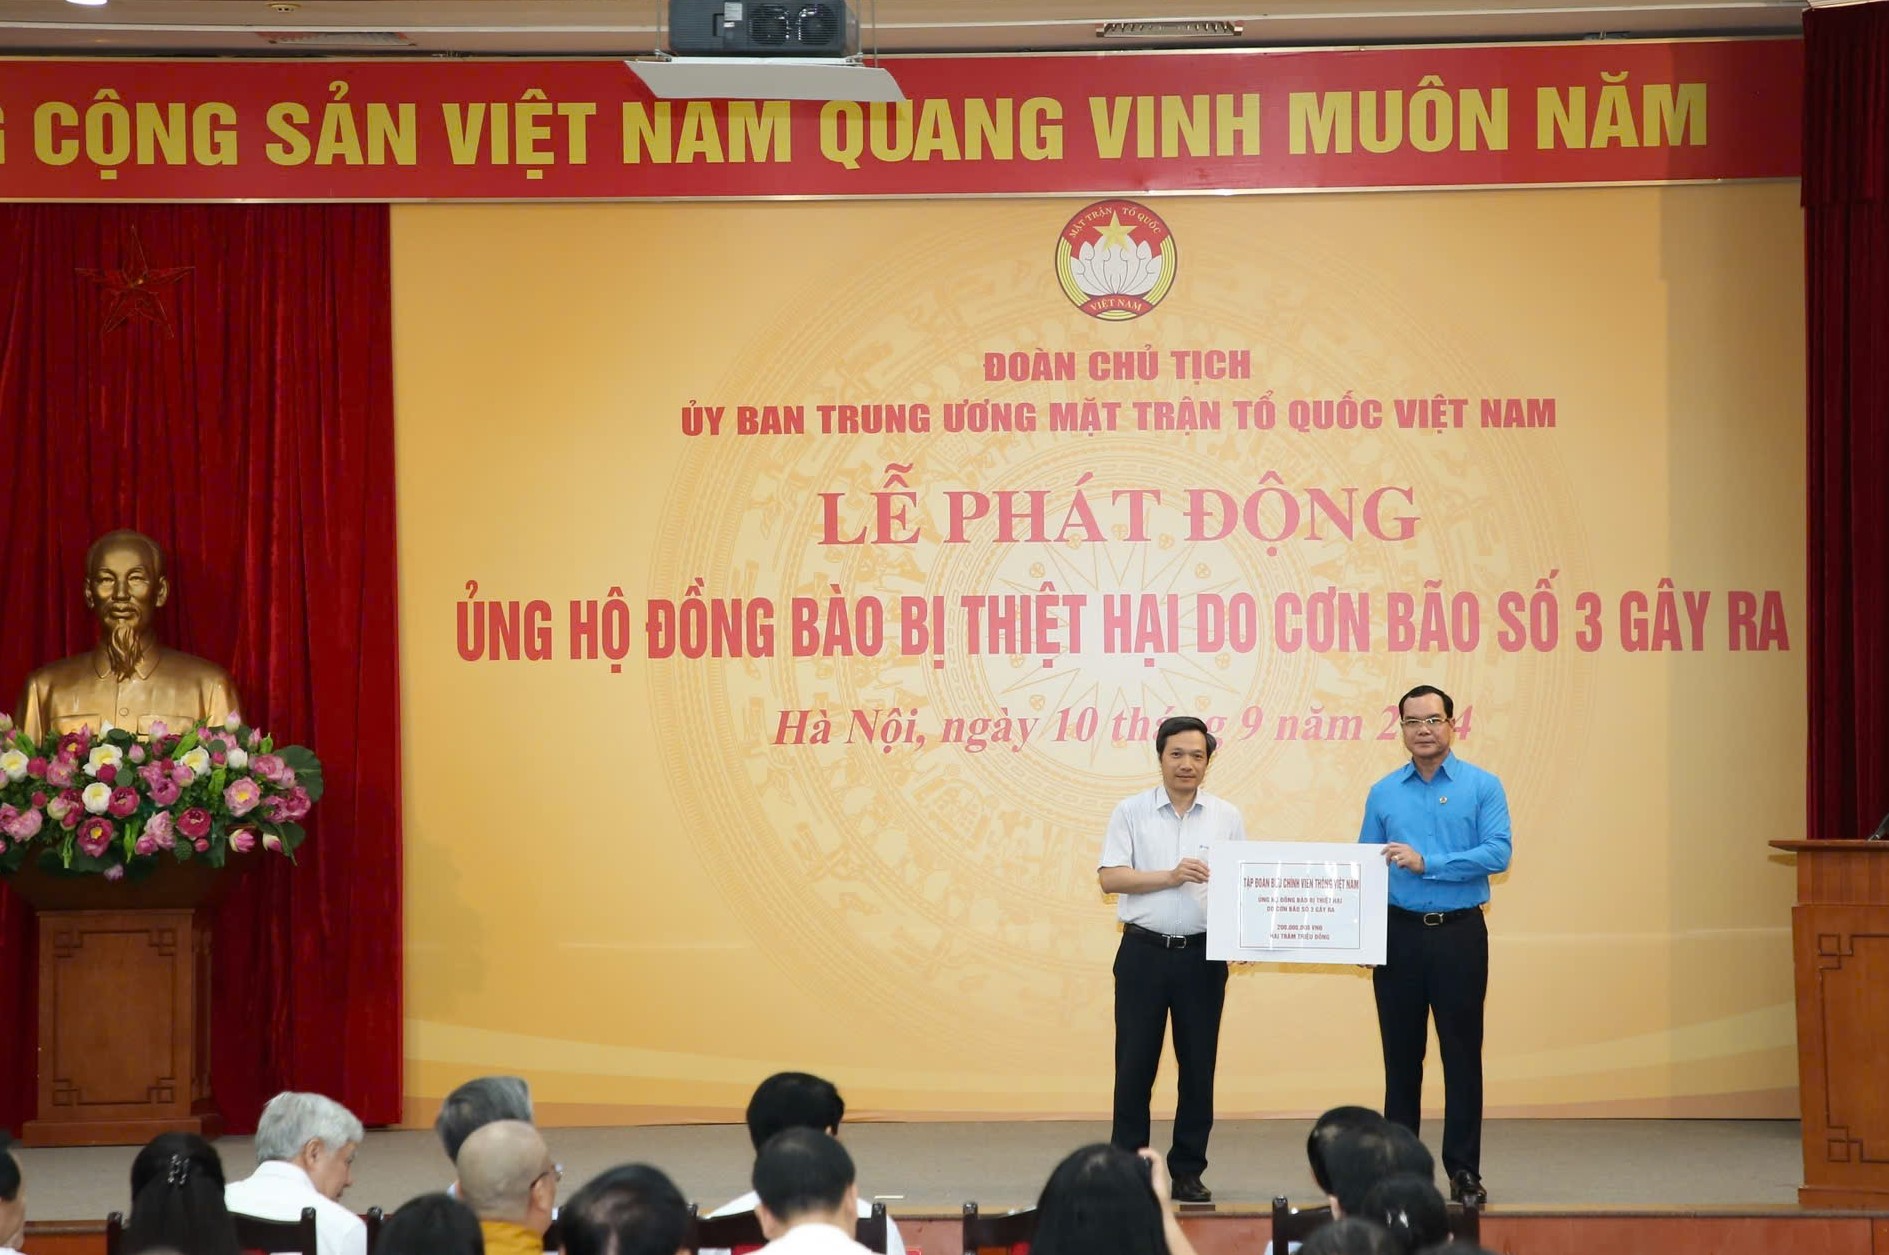 CỘNG SẢN VIỆT NAM QUANG VINH MUÔN NĂM
MẶT TRẬN TỔ QUỐC
VIỆT NAM
ĐOÀN CHỦ TỊCH
ỦY BAN TRUNG ƯƠNG MẶT TRẬN TỔ QUỐC VIỆT NAM
LỄ PHÁT ĐỘNG
ỦNG HỘ ĐỒNG BÀO BỊ THIỆT HẠI DO CƠN BÃO SỐ 3 GÂY RA
Hà Nội, ngày 10 tháng 9 năm 2024
TẬP ĐOÀN BƯU CHÍNH VIỄN THÔNG VIỆT NAM
ỦNG HỘ ĐỒNG BÀO BỊ THIỆT HẠI
DO CƠN BÃO SỐ 3 GÂY RA
200.000.000 VNĐ
HAI TRĂM TRIỆU ĐỒNG